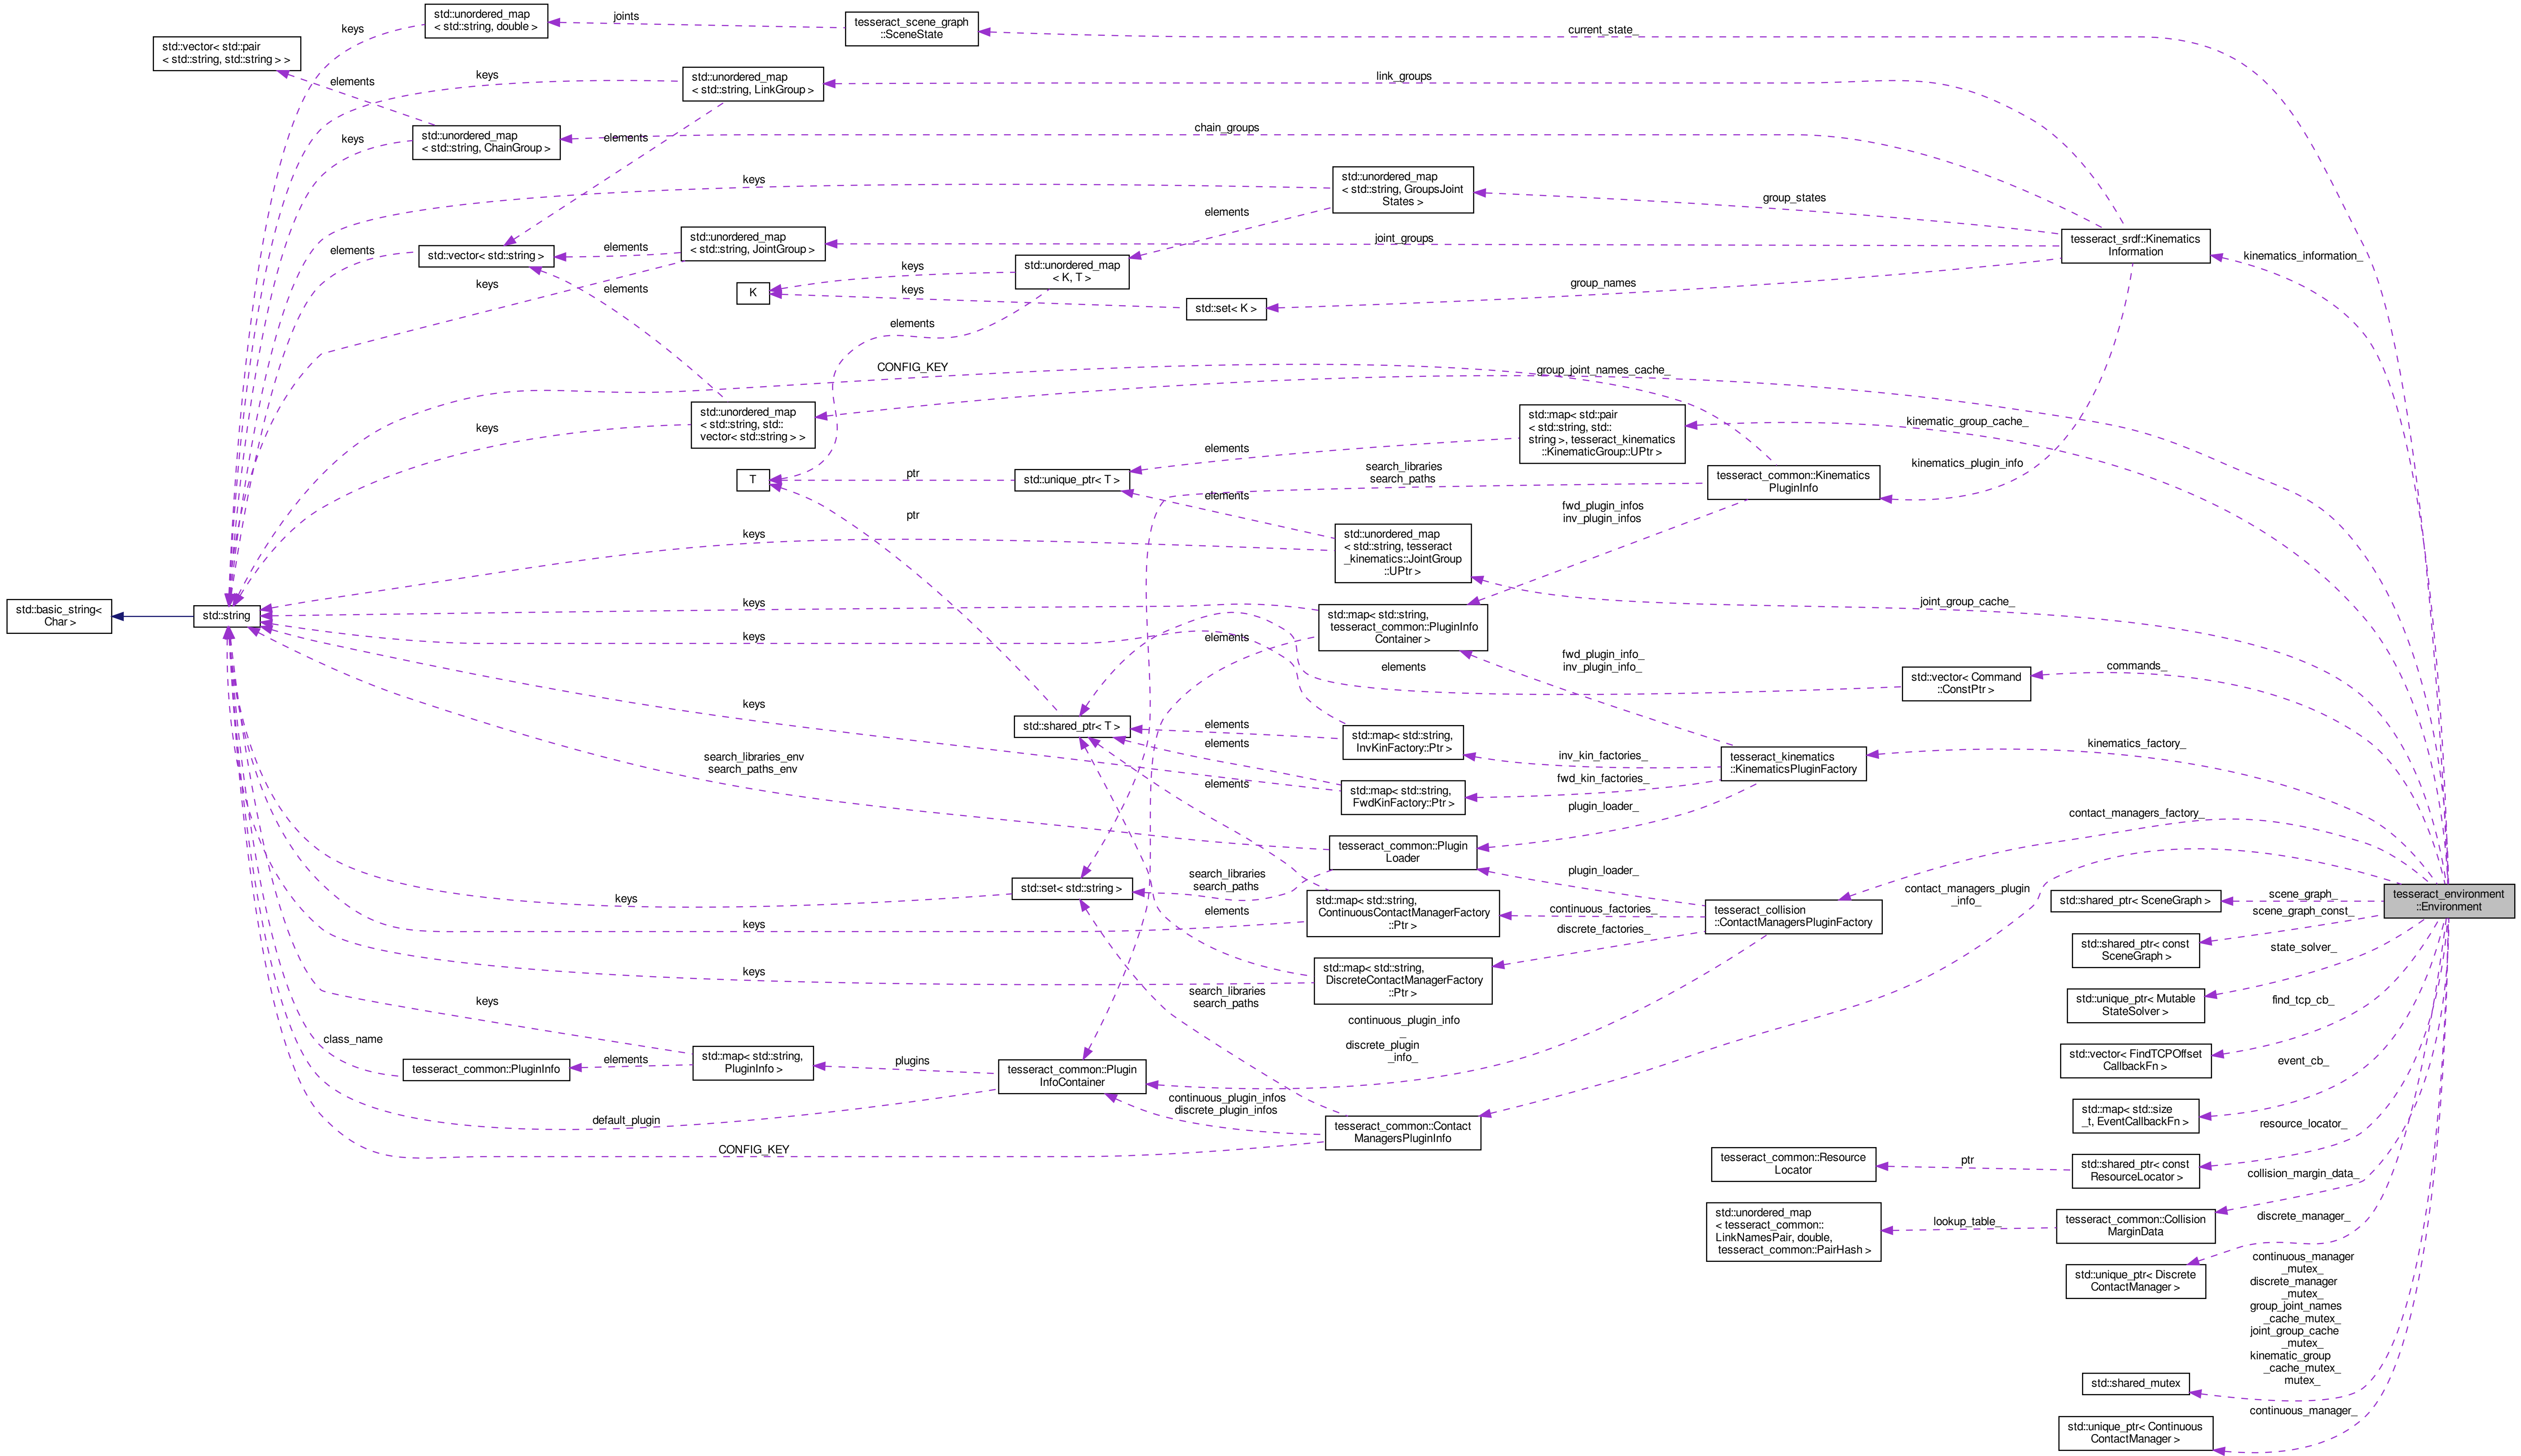 std::unordered_map
< std::string, double >
joints
tesseract_scene_graph
::SceneState
current_state_
keys
std::vector< std::pair
< std::string, std::string > >
elements
keys
std::unordered_map
< std::string, LinkGroup >
link_groups
std::unordered_map
< std::string, ChainGroup >
chain_groups
keys
elements
keys
std::unordered_map
< std::string, GroupsJoint
States >
group_states
elements
std::vector< std::string >
elements
elements
std::unordered_map
< std::string, JointGroup >
joint_groups
tesseract_srdf::Kinematics
Information
kinematics_information_
keys
elements
K
keys
keys
std::unordered_map
< K, T >
std::set< K >
group_names
elements
CONFIG_KEY
group_joint_names_cache_
std::unordered_map
< std::string, std::
vector< std::string > >
keys
std::map< std::pair
< std::string, std::
string >, tesseract_kinematics
::KinematicGroup::UPtr >
kinematic_group_cache_
elements
search_libraries
search_paths
tesseract_common::Kinematics
PluginInfo
kinematics_plugin_info
T
ptr
std::unique_ptr< T >
elements
ptr
fwd_plugin_infos
inv_plugin_infos
keys
std::unordered_map
< std::string, tesseract
_kinematics::JointGroup
::UPtr >
joint_group_cache_
std::basic_string<
Char >
std::string
keys
keys
elements
std::map< std::string,
tesseract_common::PluginInfo
Container >
fwd_plugin_info_
inv_plugin_info_
elements
std::vector< Command
::ConstPtr >
commands_
keys
std::shared_ptr< T >
elements
elements
std::map< std::string,
InvKinFactory::Ptr >
inv_kin_factories_
tesseract_kinematics
::KinematicsPluginFactory
kinematics_factory_
search_libraries_env
search_paths_env
elements
std::map< std::string,
FwdKinFactory::Ptr >
fwd_kin_factories_
plugin_loader_
contact_managers_factory_
tesseract_common::Plugin
Loader
plugin_loader_
std::set< std::string >
keys
search_libraries
search_paths
contact_managers_plugin
_info_
scene_graph_
std::shared_ptr< SceneGraph >
tesseract_environment
::Environment
elements
keys
std::map< std::string,
ContinuousContactManagerFactory
::Ptr >
continuous_factories_
discrete_factories_
tesseract_collision
::ContactManagersPluginFactory
scene_graph_const_
std::shared_ptr< const
SceneGraph >
state_solver_
keys
std::map< std::string,
DiscreteContactManagerFactory
::Ptr >
search_libraries
search_paths
std::unique_ptr< Mutable
StateSolver >
find_tcp_cb_
keys
continuous_plugin_info
_
discrete_plugin
_info_
class_name
tesseract_common::PluginInfo
elements
std::map< std::string,
PluginInfo >
plugins
tesseract_common::Plugin
InfoContainer
std::vector< FindTCPOffset
CallbackFn >
event_cb_
continuous_plugin_infos
discrete_plugin_infos
default_plugin
std::map< std::size
_t, EventCallbackFn >
tesseract_common::Contact
ManagersPluginInfo
CONFIG_KEY
resource_locator_
tesseract_common::Resource
Locator
ptr
std::shared_ptr< const
ResourceLocator >
collision_margin_data_
std::unordered_map
< tesseract_common::
LinkNamesPair, double,
tesseract_common::PairHash >
lookup_table_
tesseract_common::Collision
MarginData
discrete_manager_
std::unique_ptr< Discrete
ContactManager >
continuous_manager
_mutex_
discrete_manager
_mutex_
group_joint_names
_cache_mutex_
joint_group_cache
_mutex_
kinematic_group
_cache_mutex_
mutex_
std::shared_mutex
continuous_manager_
std::unique_ptr< Continuous
ContactManager >